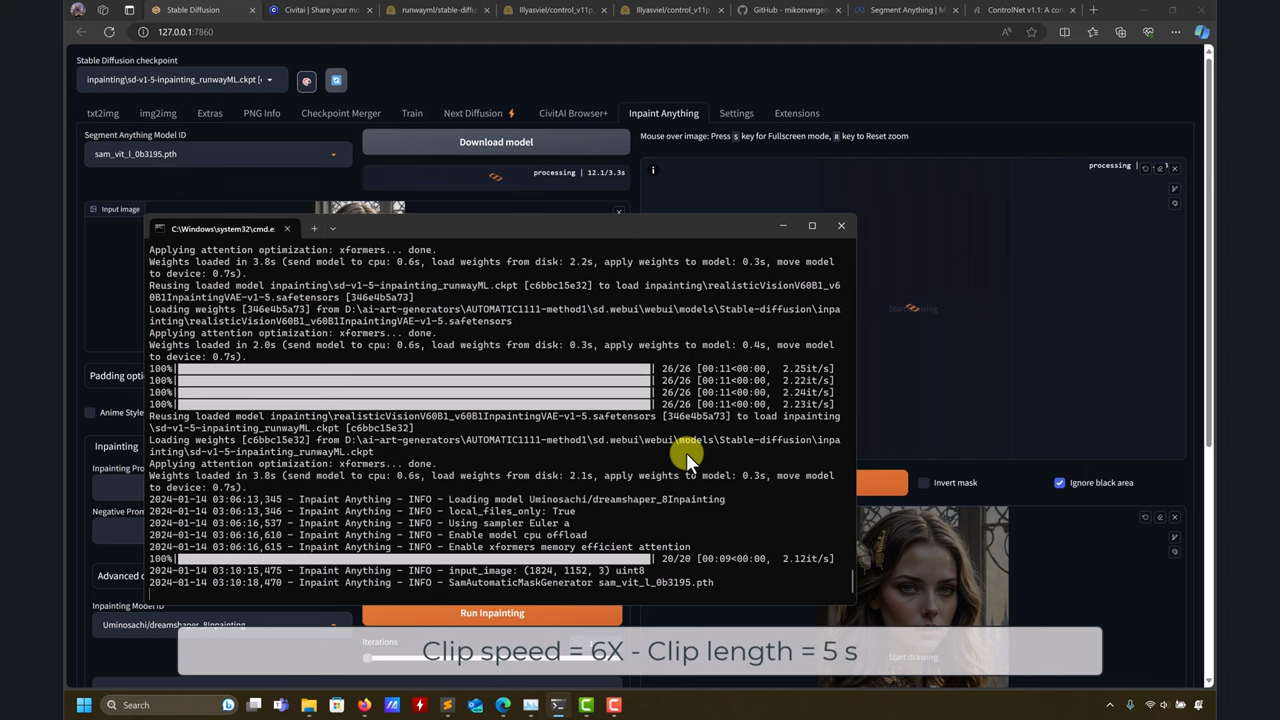 Stable Diffusion
Civitai | Share your mo
runwayml/stable-diffus
lllyasviel/control_v11p
lllyasviel/control_v11p
GitHub - mikonvergen
Segment Anything | M
ControlNet v1.1: A con
127.0.0.1:7860
Stable Diffusion checkpoint
inpainting\sd-v1-5-inpainting_runwayML.ckpt [c
txt2img
img2img
Extras
PNG Info
Checkpoint Merger
Train
Next Diffusion ⚡
CivitAI Browser+
Inpaint Anything
Settings
Extensions
Segment Anything Model ID
sam_vit_l_0b3195.pth
Download model
processing | 12.1/3.3s
Mouse over image: Press S key for Fullscreen mode, R key to Reset zoom
processing |
Input image
Start drawing
Padding opti
Anime Style
Inpainting
Inpainting Pro
Negative Prom
Advanced o
Inpainting Model ID
Uminosachi/dreamshaper_8Inpainting
C:\Windows\system32\cmd.e
Applying attention optimization: xformers... done.
Weights loaded in 3.8s (send model to cpu: 0.6s, load weights from disk: 2.2s, apply weights to model: 0.3s, move model
to device: 0.7s).
Reusing loaded model inpainting\sd-v1-5-inpainting_runwayML.ckpt [c6bbc15e32] to load inpainting\realisticVisionV60B1_v6
0B1InpaintingVAE-v1-5.safetensors [346e4b5a73]
Loading weights [346e4b5a73] from D:\ai-art-generators\AUTOMATIC1111-method1\sd.webui\webui\models\Stable-diffusion\inpa
inting\realisticVisionV60B1_v60B1InpaintingVAE-v1-5.safetensors
Applying attention optimization: xformers... done.
Weights loaded in 2.0s (send model to cpu: 0.6s, load weights from disk: 0.3s, apply weights to model: 0.4s, move model
to device: 0.7s).
100%| | 26/26 [00:11<00:00, 2.25it/s]
100%| | 26/26 [00:11<00:00, 2.22it/s]
100%| | 26/26 [00:11<00:00, 2.24it/s]
100%| | 26/26 [00:11<00:00, 2.23it/s]
Reusing loaded model inpainting\realisticVisionV60B1_v60B1InpaintingVAE-v1-5.safetensors [346e4b5a73] to load inpainting
\sd-v1-5-inpainting_runwayML.ckpt [c6bbc15e32]
Loading weights [c6bbc15e32] from D:\ai-art-generators\AUTOMATIC1111-method1\sd.webui\webui\models\Stable-diffusion\inpa
inting\sd-v1-5-inpainting_runwayML.ckpt
Applying attention optimization: xformers... done.
Weights loaded in 3.8s (send model to cpu: 0.6s, load weights from disk: 2.1s, apply weights to model: 0.3s, move model
to device: 0.7s).
2024-01-14 03:06:13,345 - Inpaint Anything - INFO - Loading model Uminosachi/dreamshaper_8Inpainting
2024-01-14 03:06:13,345 - Inpaint Anything - INFO - local_files_only: True
2024-01-14 03:06:16,537 - Inpaint Anything - INFO - Using sampler Euler a
2024-01-14 03:06:16,610 - Inpaint Anything - INFO - Enable model cpu offload
2024-01-14 03:06:16,615 - Inpaint Anything - INFO - Enable xformers memory efficient attention
100%| | 20/20 [00:09<00:00, 2.12it/s]
2024-01-14 03:10:15,475 - Inpaint Anything - INFO - input_image: (1824, 1152, 3) uint8
2024-01-14 03:10:18,470 - Inpaint Anything - INFO - SamAutomaticMaskGenerator sam_vit_l_0b3195.pth
Invert mask
Ignore black area
Run Inpainting
Iterations
Start drawing
Clip speed = 6X - Clip length = 5 s
Search